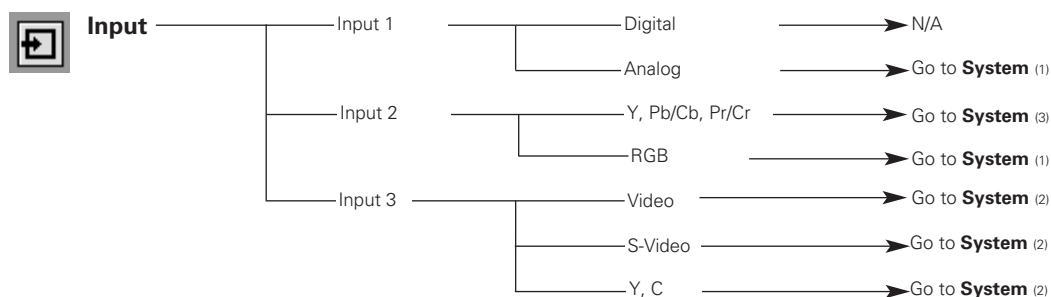 Input Input 1 Digital N/A
Analog Go to System (1)
Input 2 Y, Pb/Cb, Pr/Cr Go to System (3)
RGB Go to System (1)
Input 3 Video Go to System (2)
S-Video Go to System (2)
Y, C Go to System (2)